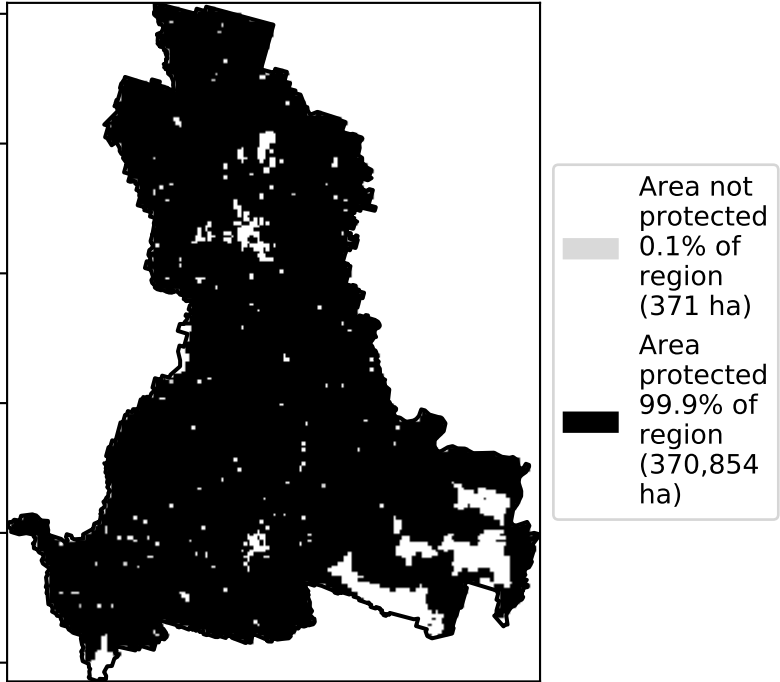 Area not
protected
0.1% of
region
(371 ha)
Area
protected
99.9% of
region
(370,854
ha)